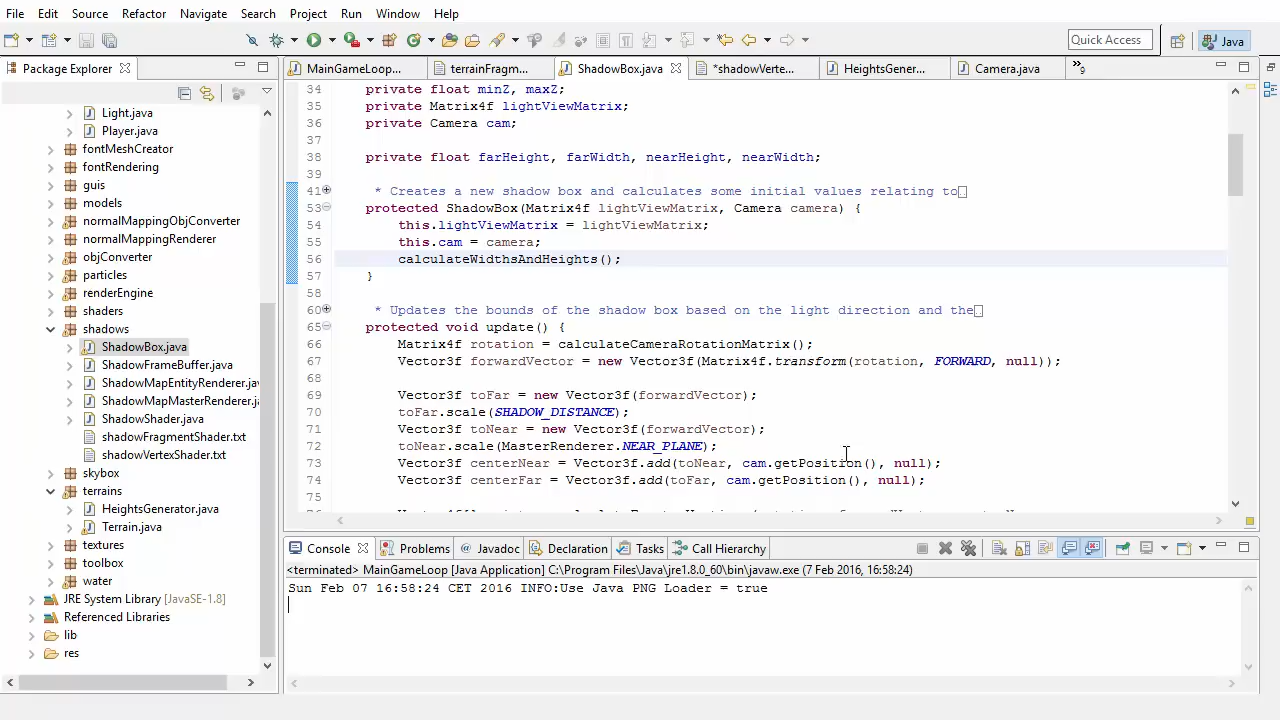 File Edit Source Refactor Navigate Search Project Run Window Help
Quick Access
Java
Package Explorer
MainGameLoop...
terrainFragm...
ShadowBox.java
*shadowVerte...
HeightsGener...
Camera.java
»9
Light.java
Player.java
fontMeshCreator
fontRendering
guis
models
normalMappingObjConverter
normalMappingRenderer
objConverter
particles
renderEngine
shaders
shadows
ShadowBox.java
ShadowFrameBuffer.java
ShadowMapEntityRenderer.java
ShadowMapMasterRenderer.j
ShadowShader.java
shadowFragmentShader.txt
shadowVertexShader.txt
skybox
terrains
HeightsGenerator.java
Terrain.java
textures
toolbox
water
JRE System Library [JavaSE-1.8]
Referenced Libraries
lib
res
34 private float minZ, maxZ;
35 private Matrix4f lightViewMatrix;
36 private Camera cam;
37
38 private float farHeight, farWidth, nearHeight, nearWidth;
39
41 * Creates a new shadow box and calculates some initial values relating to
53 protected ShadowBox(Matrix4f lightViewMatrix, Camera camera) {
54 this.lightViewMatrix = lightViewMatrix;
55 this.cam = camera;
56 calculateWidthsAndHeights();
57 }
58
60 * Updates the bounds of the shadow box based on the light direction and the
65 protected void update() {
66 Matrix4f rotation = calculateCameraRotationMatrix();
67 Vector3f forwardVector = new Vector3f(Matrix4f.transform(rotation, FORWARD, null));
68
69 Vector3f toFar = new Vector3f(forwardVector);
70 toFar.scale(SHADOW_DISTANCE);
71 Vector3f toNear = new Vector3f(forwardVector);
72 toNear.scale(MasterRenderer.NEAR_PLANE);
73 Vector3f centerNear = Vector3f.add(toNear, cam.getPosition(), null);
74 Vector3f centerFar = Vector3f.add(toFar, cam.getPosition(), null);
75
Console Problems @ Javadoc Declaration Tasks Call Hierarchy
<terminated> MainGameLoop [Java Application] C:\Program Files\Java\jre1.8.0_60\bin\javaw.exe (7 Feb 2016, 16:58:24)
Sun Feb 07 16:58:24 CET 2016 INFO:Use Java PNG Loader = true